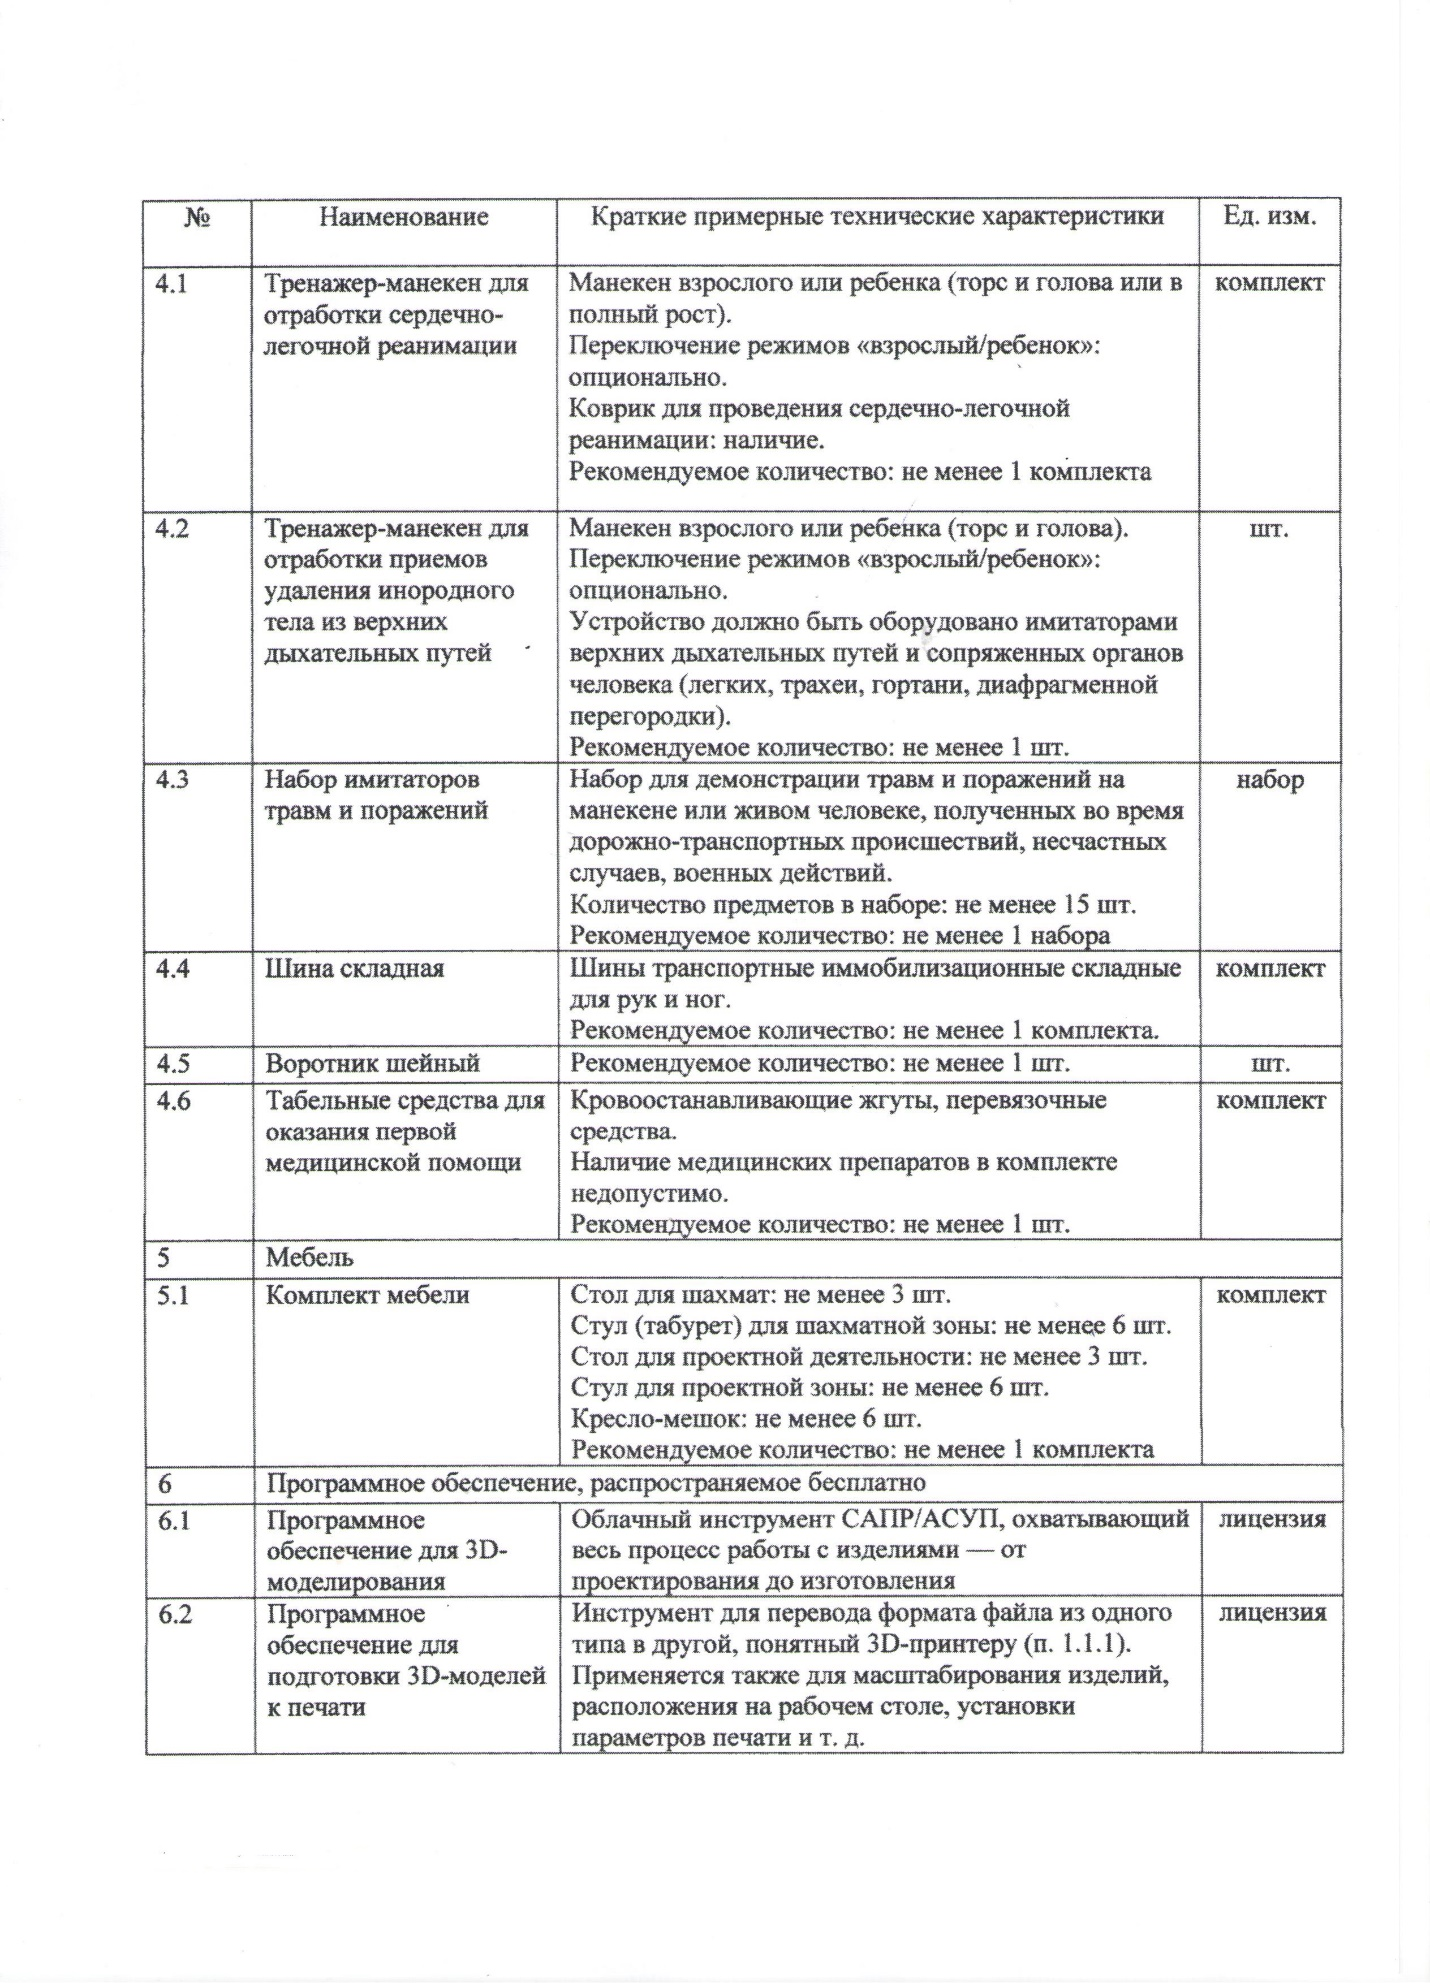 №
Наименование
Краткие примерные технические характеристики
Ед. изм.
4.1
Тренажер-манекен для
отработки сердечно-
легочной реанимации
Манекен взрослого или ребенка (торс и голова или в
полный рост).
Переключение режимов «взрослый/ребенок»:
опционально.
Коврик для проведения сердечно-легочной
реанимации: наличие.
Рекомендуемое количество: не менее 1 комплекта
комплект
4.2
Тренажер-манекен для
отработки приемов
удаления инородного
тела из верхних
дыхательных путей
Манекен взрослого или ребенка (торс и голова).
Переключение режимов «взрослый/ребенок»:
опционально.
Устройство должно быть оборудовано имитаторами
верхних дыхательных путей и сопряженных органов
человека (легких, трахеи, гортани, диафрагменной
перегородки).
Рекомендуемое количество: не менее 1 шт.
шт.
4.3
Набор имитаторов
травм и поражений
Набор для демонстрации травм и поражений на
манекене или живом человеке, полученных во время
дорожно-транспортных происшествий, несчастных
случаев, военных действий.
Количество предметов в наборе: не менее 15 шт.
Рекомендуемое количество: не менее 1 набора
набор
4.4
Шина складная
Шины транспортные иммобилизационные складные
для рук и ног.
Рекомендуемое количество: не менее 1 комплекта.
комплект
4.5
Воротник шейный
Рекомендуемое количество: не менее 1 шт.
шт.
4.6
Табельные средства для
оказания первой
медицинской помощи
Кровоостанавливающие жгуты, перевязочные
средства.
Наличие медицинских препаратов в комплекте
недопустимо.
Рекомендуемое количество: не менее 1 шт.
комплект
5
Мебель
5.1
Комплект мебели
Стол для шахмат: не менее 3 шт.
Стул (табурет) для шахматной зоны: не менее 6 шт.
Стол для проектной деятельности: не менее 3 шт.
Стул для проектной зоны: не менее 6 шт.
Кресло-мешок: не менее 6 шт.
Рекомендуемое количество: не менее 1 комплекта
комплект
6
Программное обеспечение, распространяемое бесплатно
6.1
Программное
обеспечение для 3D-
моделирования
Облачный инструмент САПР/АСУП, охватывающий
весь процесс работы с изделиями — от
проектирования до изготовления
лицензия
6.2
Программное
обеспечение для
подготовки 3D-моделей
к печати
Инструмент для перевода формата файла из одного
типа в другой, понятный 3D-принтеру (п. 1.1.1).
Применяется также для масштабирования изделий,
расположения на рабочем столе, установки
параметров печати и т. д.
лицензия